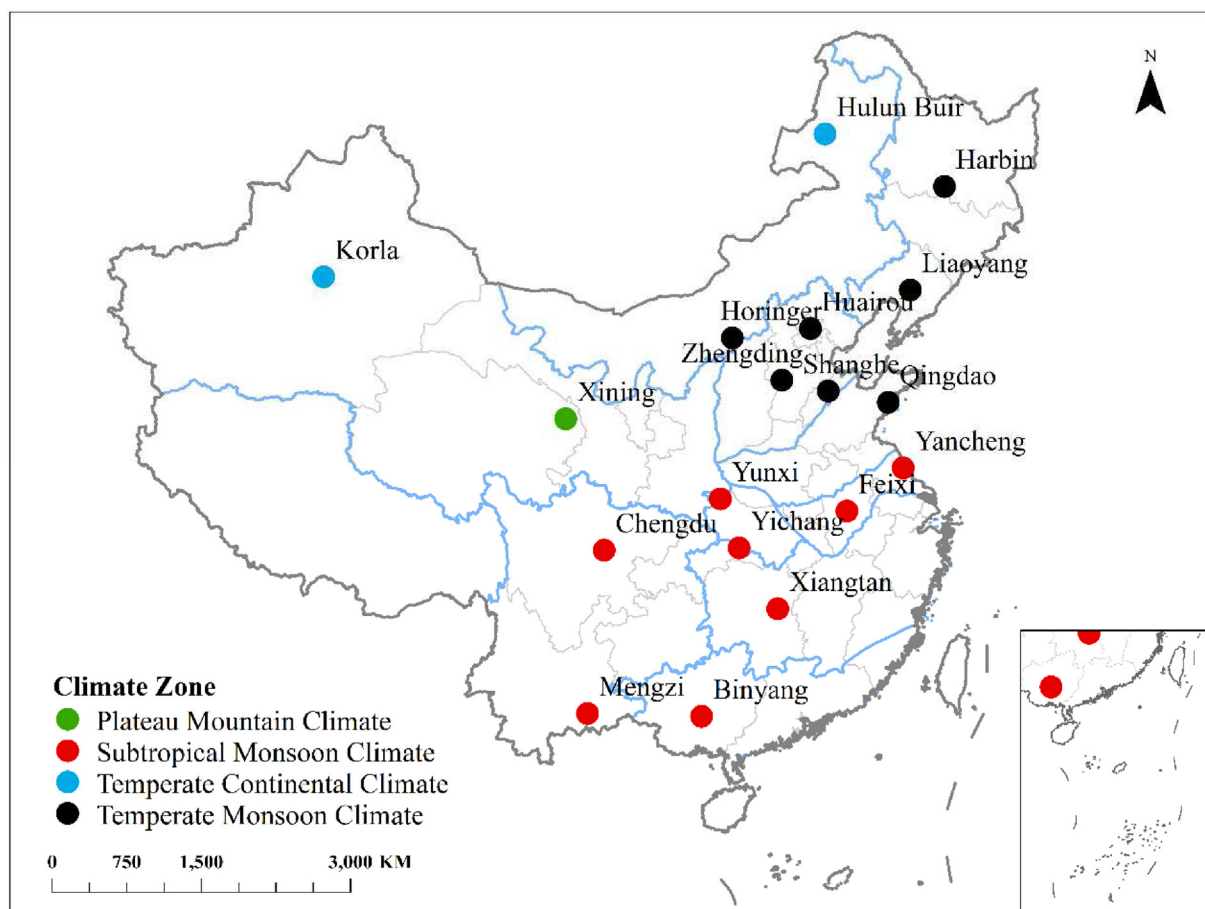 N
Hulun Buir
Harbin
Korla
Liaoyang
Huairou
Horinger
Zhengding
Shanghe
Qingdao
Xining
Yancheng
Yunxi
Feixi
Chengdu
Yichang
Xiangtan
Mengzi
Binyang
Climate Zone
Plateau Mountain Climate
Subtropical Monsoon Climate
Temperate Continental Climate
Temperate Monsoon Climate
0 750 1,500 3,000 KM